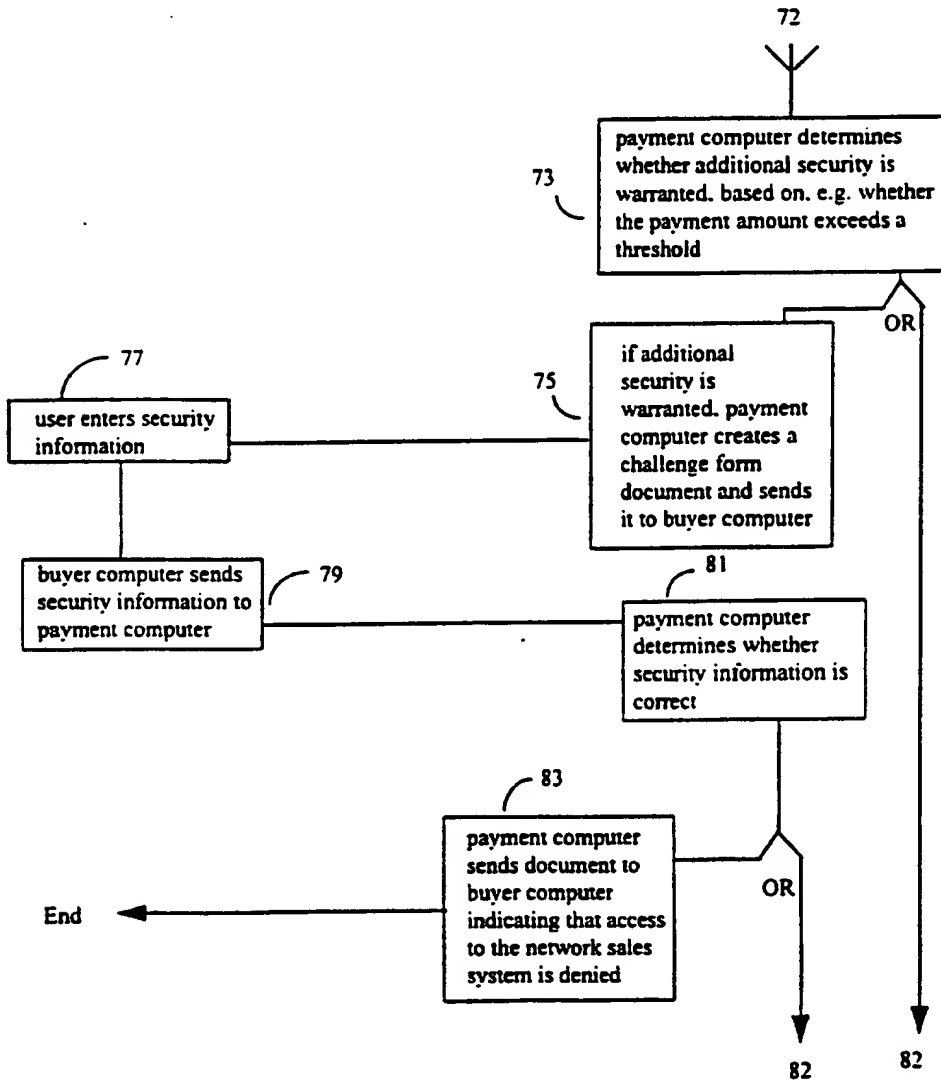 72
73
payment computer determines
whether additional security is
warranted. based on. e.g. whether
the payment amount exceeds a
threshold
OR
75
if additional
security is
warranted. payment
computer creates a
challenge form
document and sends
it to buyer computer
77
user enters security
information
79
buyer computer sends
security information to
payment computer
81
payment computer
determines whether
security information is
correct
83
payment computer
sends document to
buyer computer
indicating that access
to the network sales
system is denied
OR
End
82
82